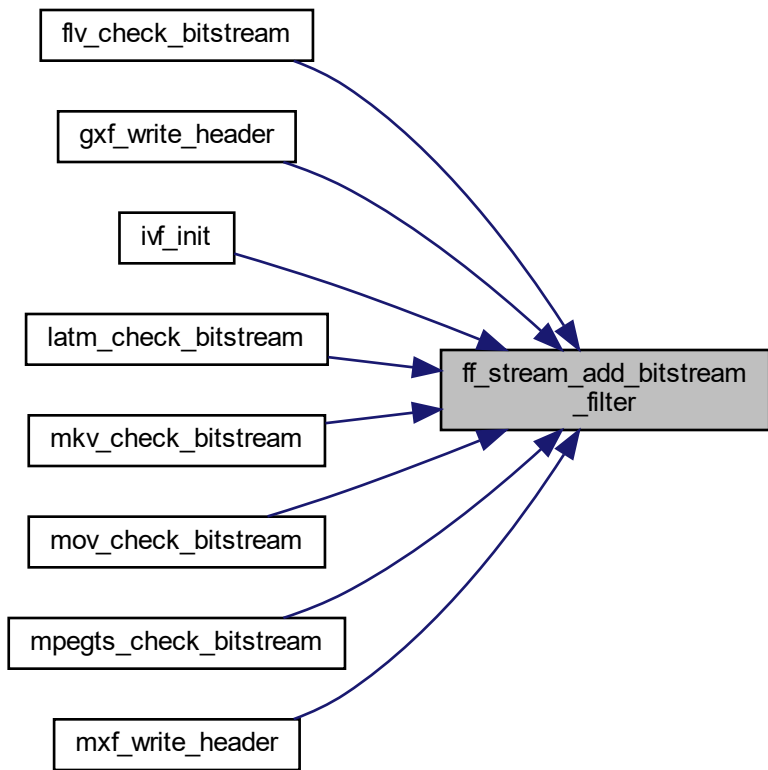 flv_check_bitstream
gxf_write_header
ivf_init
latm_check_bitstream
ff_stream_add_bitstream
_filter
mkv_check_bitstream
mov_check_bitstream
mpegts_check_bitstream
mxf_write_header